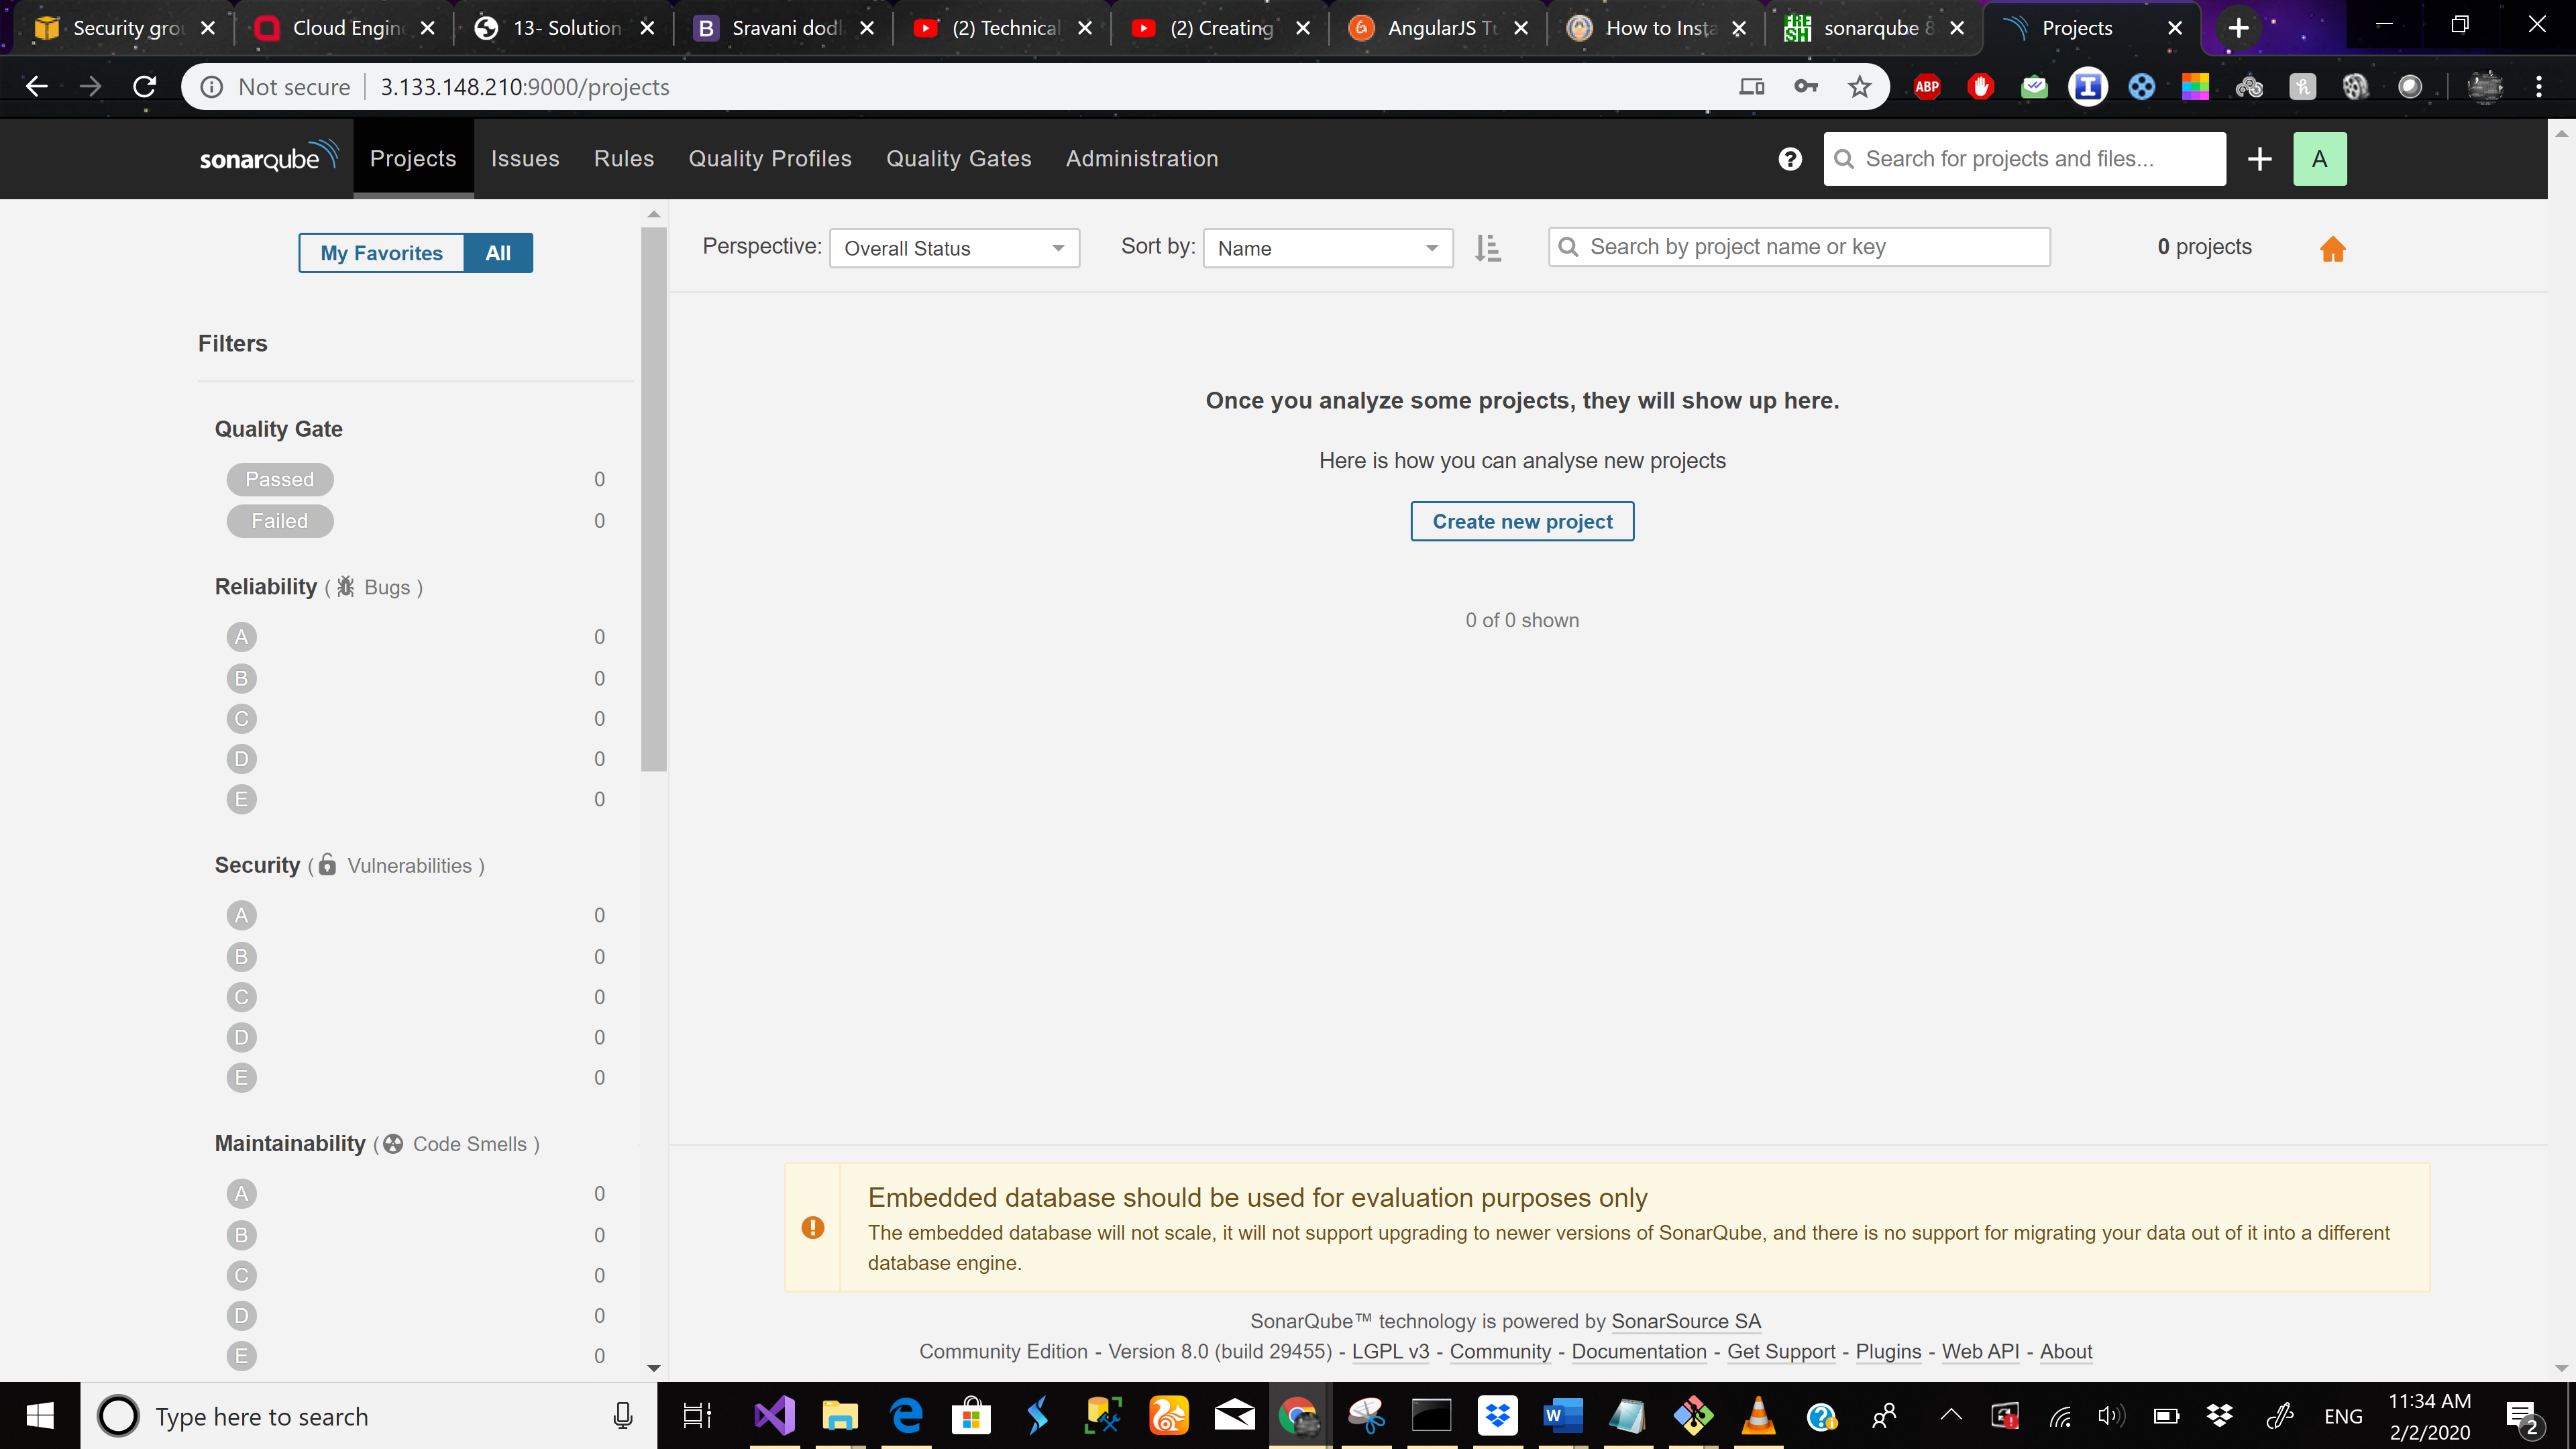 Security grou
Cloud Engine
13- Solution
Sravani dodl
(2) Technical
(2) Creating
AngularJS Tu
How to Insta
sonarqube 8
Projects
Not secure
3.133.148.210:9000/projects
sonarqube
Projects
Issues
Rules
Quality Profiles
Quality Gates
Administration
Search for projects and files...
A
My Favorites
All
Perspective:
Overall Status
Sort by:
Name
Search by project name or key
0 projects
Filters
Quality Gate
Passed 0
Failed 0
Reliability ( Bugs )
A 0
B 0
C 0
D 0
E 0
Security ( Vulnerabilities )
A 0
B 0
C 0
D 0
E 0
Maintainability ( Code Smells )
A 0
B 0
C 0
D 0
E 0
Once you analyze some projects, they will show up here.
Here is how you can analyse new projects
Create new project
0 of 0 shown
Embedded database should be used for evaluation purposes only
The embedded database will not scale, it will not support upgrading to newer versions of SonarQube, and there is no support for migrating your data out of it into a different
database engine.
SonarQube™ technology is powered by SonarSource SA
Community Edition - Version 8.0 (build 29455) - LGPL v3 - Community - Documentation - Get Support - Plugins - Web API - About
Type here to search
ENG
11:34 AM
2/2/2020
2